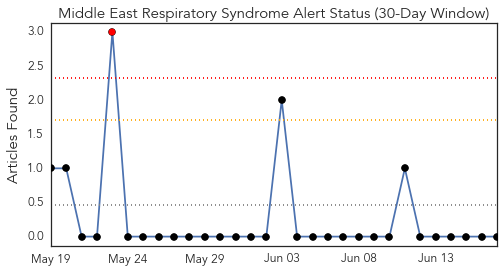 Middle East Respiratory Syndrome Alert Status (30-Day Window)
Articles Found
3.0
2.5
2.0
1.5
1.0
0.5
0.0
May 19 May 24 May 29 Jun 03 Jun 08 Jun 13